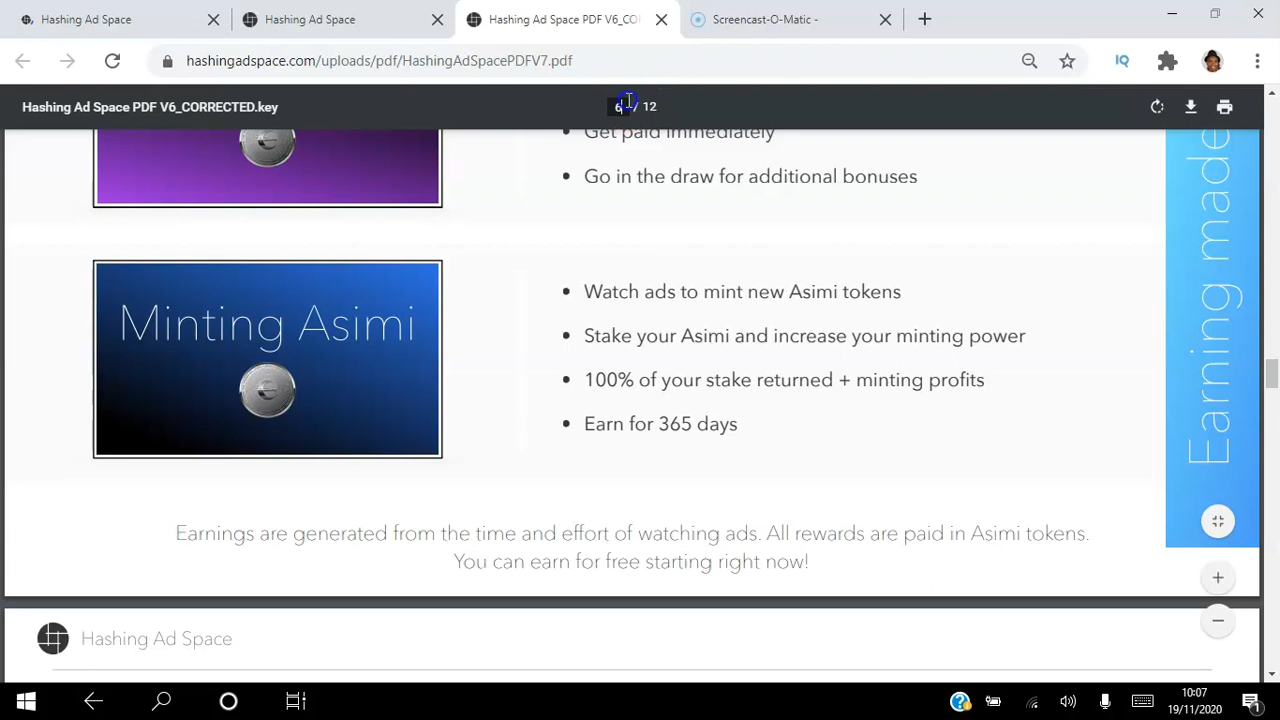 Hashing Ad Space
Hashing Ad Space
Hashing Ad Space PDF V6_CO
Screencast-O-Matic -
hashingadspace.com/uploads/pdf/HashingAdSpacePDFV7.pdf
IQ
Hashing Ad Space PDF V6_CORRECTED.key
6 / 12
Get paid immediately
Go in the draw for additional bonuses
Minting Asimi
• Watch ads to mint new Asimi tokens
• Stake your Asimi and increase your minting power
• 100% of your stake returned + minting profits
• Earn for 365 days
Earning made
Earnings are generated from the time and effort of watching ads. All rewards are paid in Asimi tokens.
You can earn for free starting right now!
Hashing Ad Space
10:07
19/11/2020
1